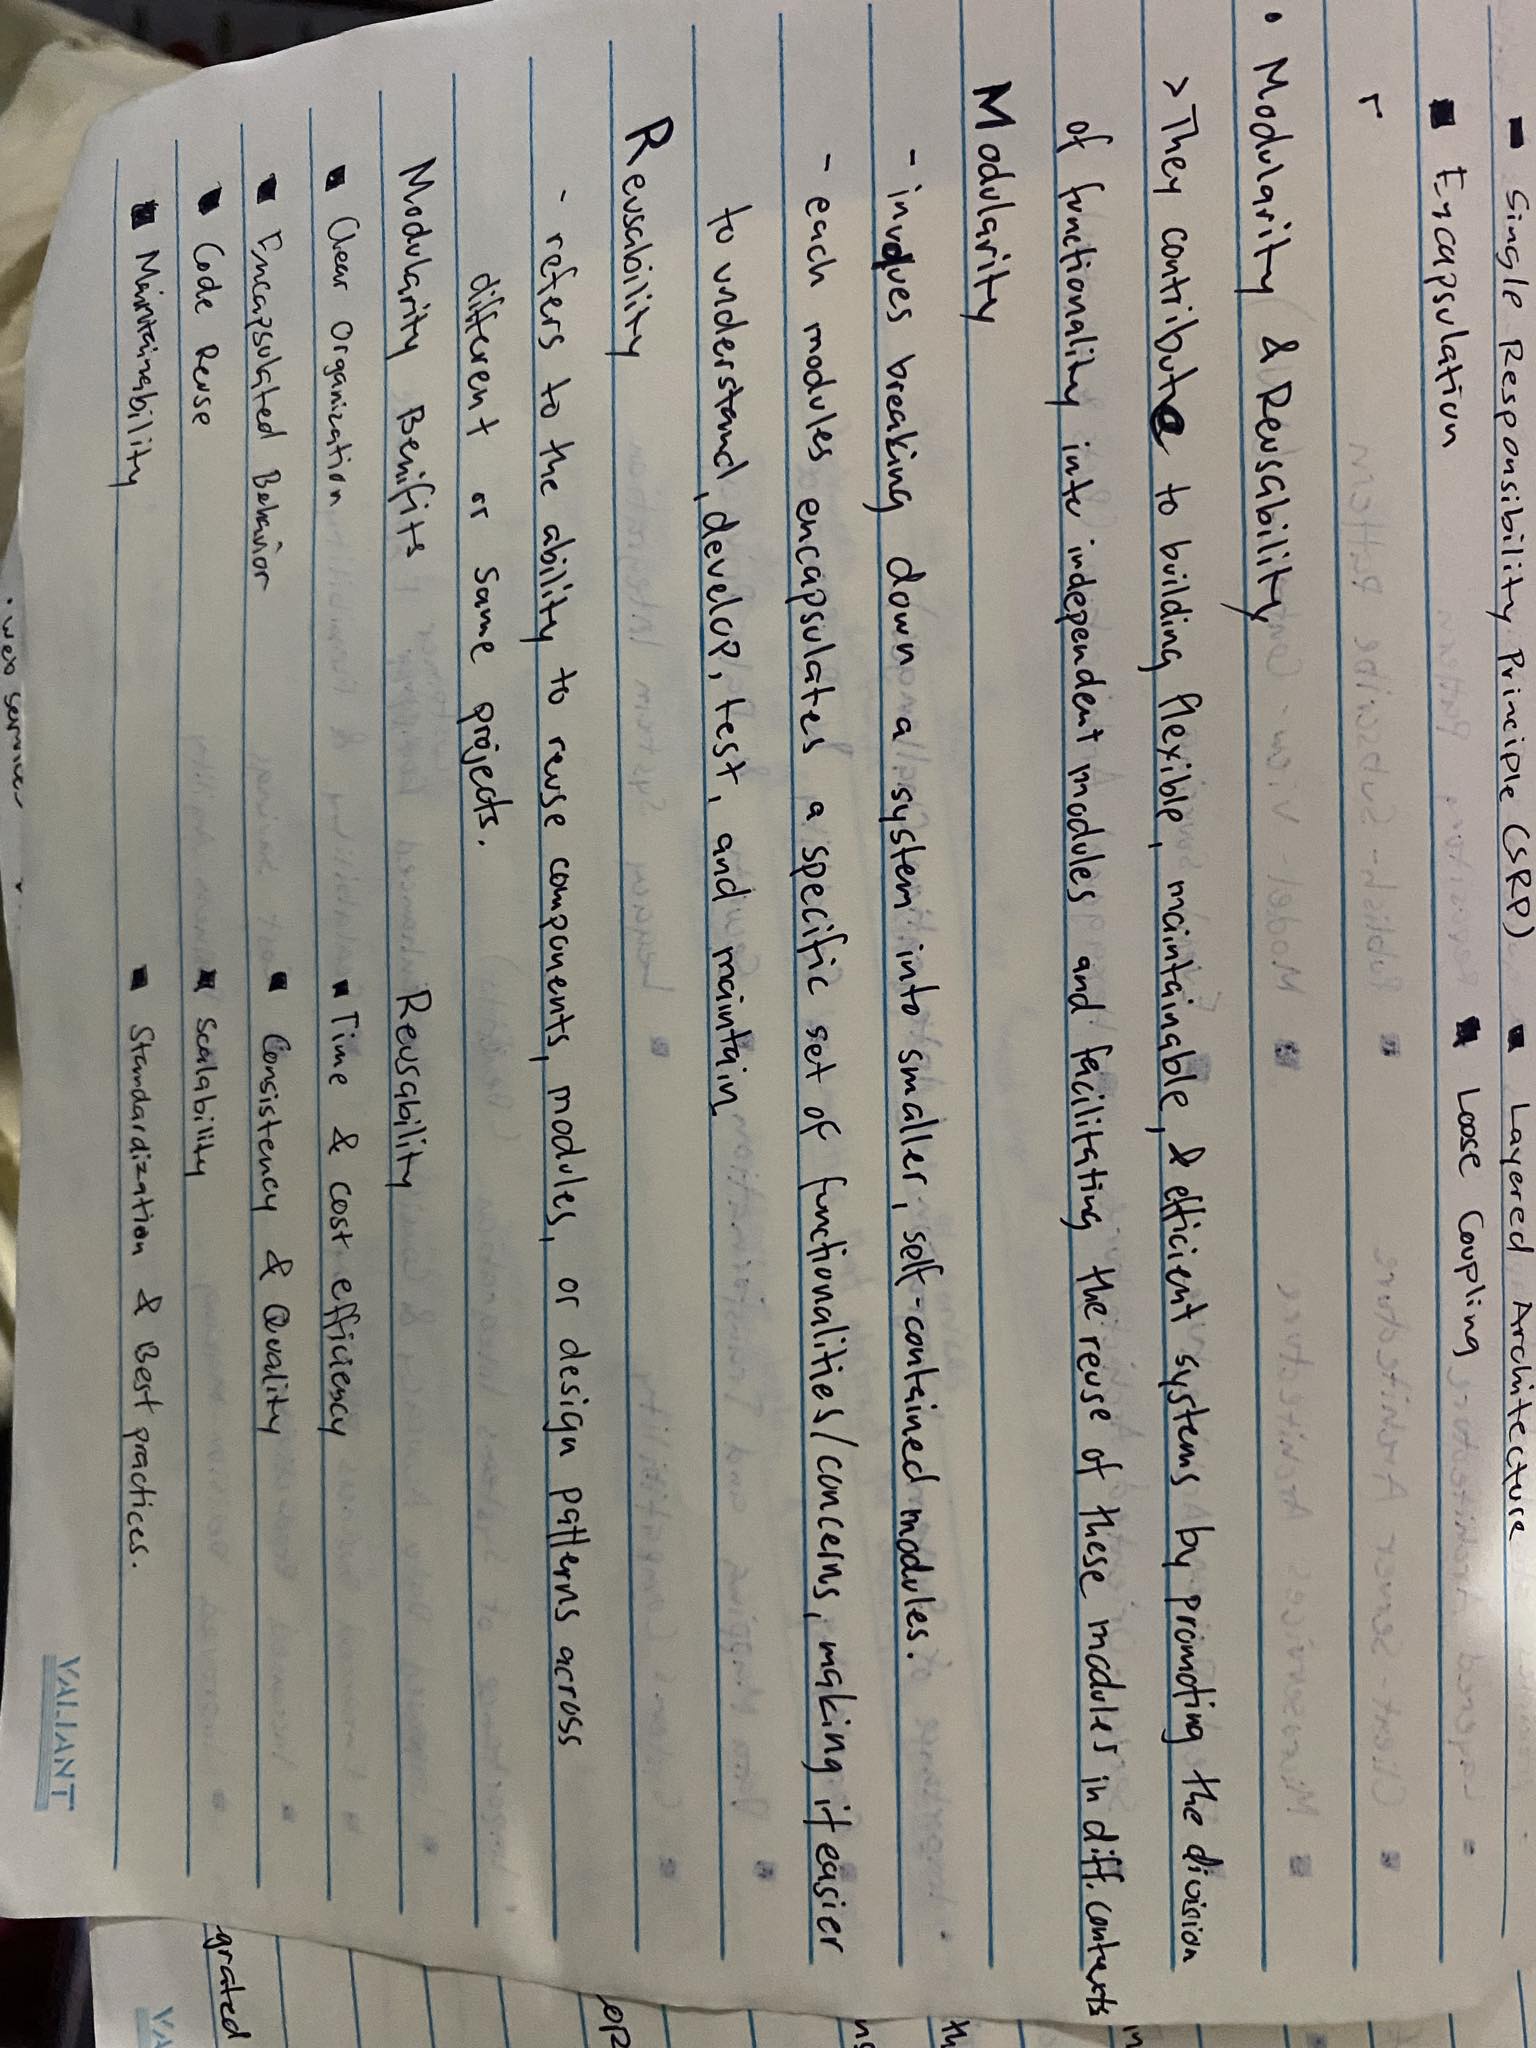 Single Responsibility Principle (SRP)
Layered Architecture
Encapsulation
Loose Coupling
r
• Modularity & Reusability
> They contribute to building flexible, maintainable, & efficient systems by promoting the division
of functionality into independent modules and facilitating the reuse of these modules in diff. contexts
Modularity
- involves breaking down a system into smaller, self-contained modules.
- each modules encapsulates a specific set of functionalities/concerns, making it easier
to understand, develop, test, and maintain
Reusability
- refers to the ability to reuse components, modules, or design patterns across
different or same projects.
Modularity Benifits
Reusability
Clear Organization
Time & cost efficiency
Encapsulated Behavior
Consistency & Quality
Code Reuse
Scalability
Maintainability
Standardization & Best practices.
grated
VALIANT
• web services